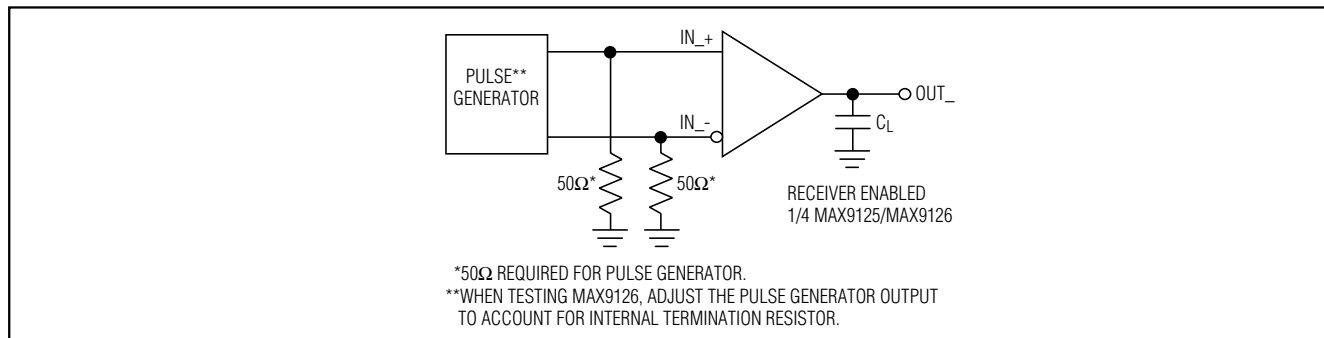 PULSE**
GENERATOR
IN_+
IN_-
OUT_
C_L
50Ω*
50Ω*
RECEIVER ENABLED
1/4 MAX9125/MAX9126
*50Ω REQUIRED FOR PULSE GENERATOR.
**WHEN TESTING MAX9126, ADJUST THE PULSE GENERATOR OUTPUT
TO ACCOUNT FOR INTERNAL TERMINATION RESISTOR.